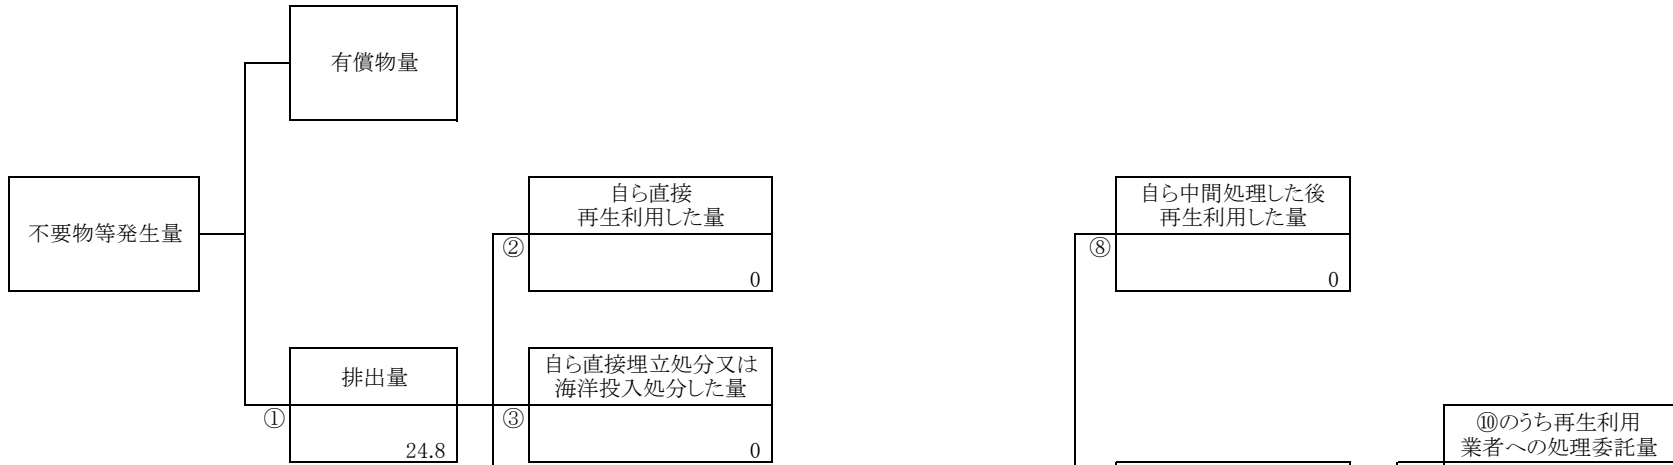 有償物量
不要物等発生量
自ら直接
再生利用した量
②
0
自ら中間処理した後
再生利用した量
⑧
0
排出量
①
24.8
自ら直接埋立処分又は
海洋投入処分した量
③
0
⑩のうち再生利用
業者への処理委託量